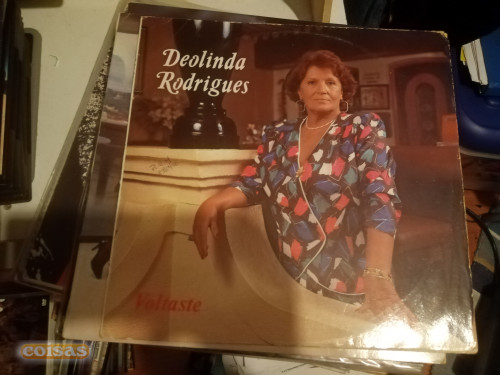 Deolinda
Rodrigues
Voltaste
coisas